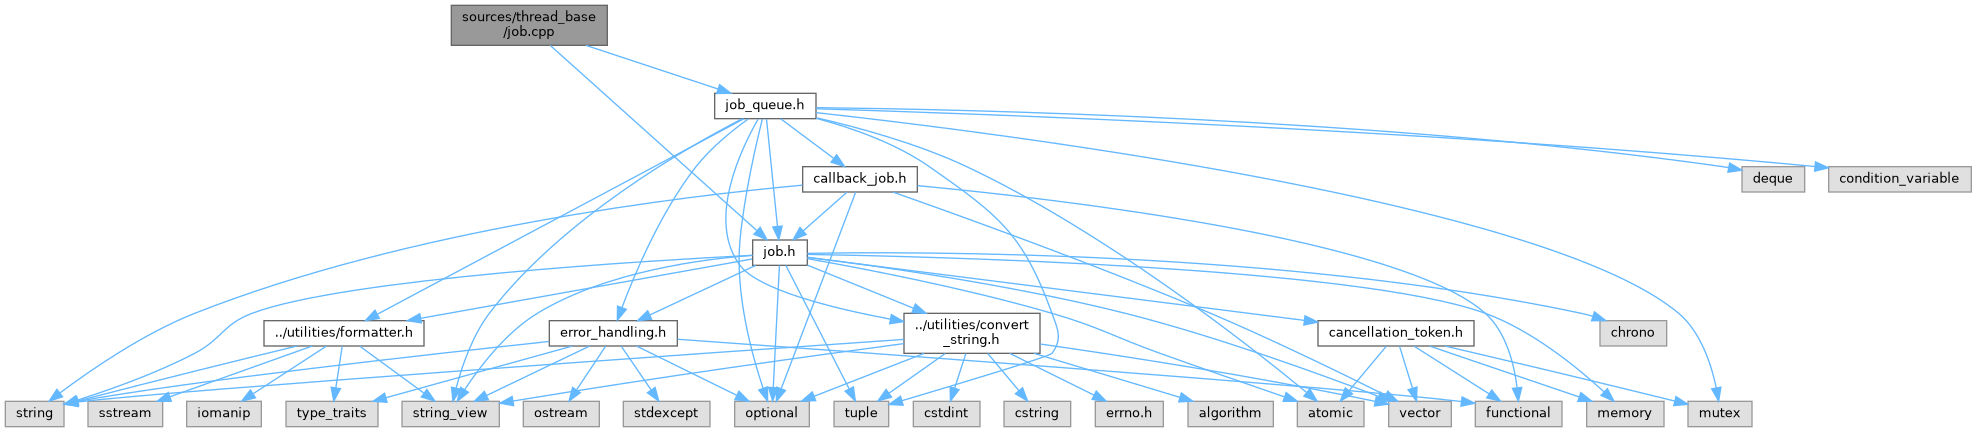 sources/thread_base
/job.cpp
job_queue.h
callback_job.h
deque
condition_variable
job.h
../utilities/formatter.h
error_handling.h
../utilities/convert
_string.h
cancellation_token.h
chrono
string
sstream
iomanip
type_traits
string_view
ostream
stdexcept
optional
tuple
cstdint
cstring
errno.h
algorithm
atomic
vector
functional
memory
mutex